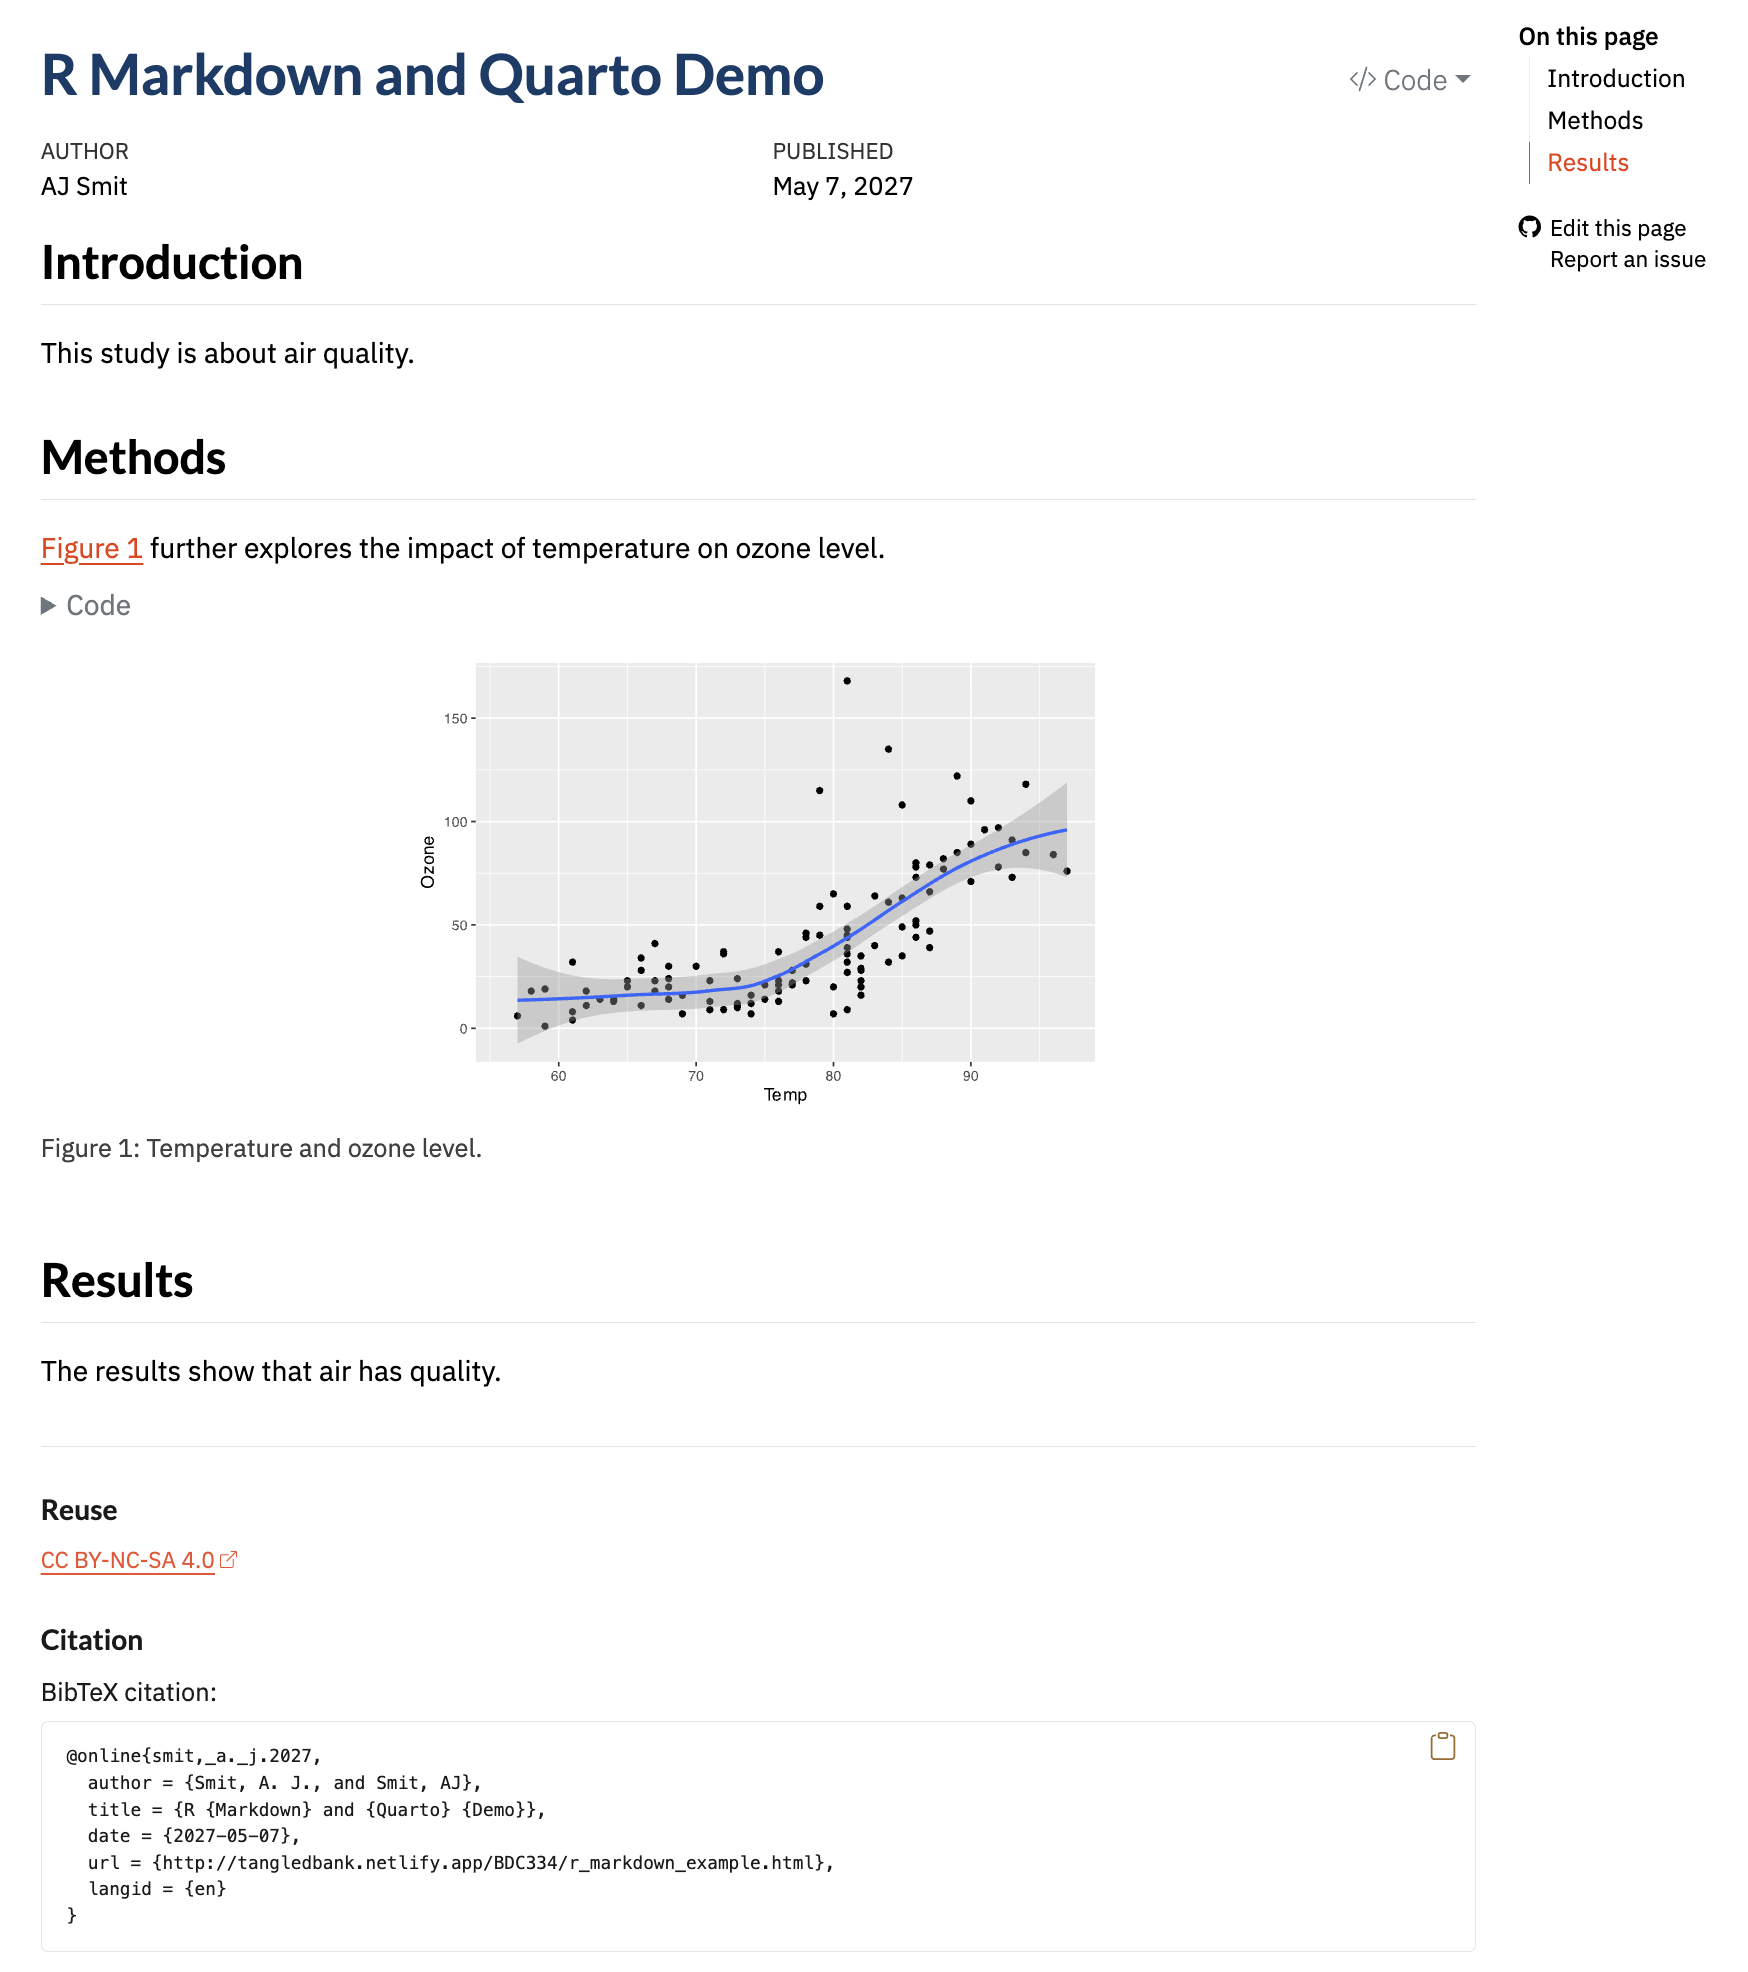 R Markdown and Quarto Demo
</> Code
AUTHOR
AJ Smit
PUBLISHED
May 7, 2027
On this page
Introduction
Methods
Results
Edit this page
Report an issue
Introduction
This study is about air quality.
Methods
Figure 1 further explores the impact of temperature on ozone level.
Code
150
100
50
0
Ozone
60
70
80
90
Temp
Figure 1: Temperature and ozone level.
Results
The results show that air has quality.
Reuse
CC BY-NC-SA 4.0
Citation
BibTeX citation:
@online{smit,_a._j.2027,
  author = {Smit, A. J., and Smit, AJ},
  title = {R {Markdown} and {Quarto} {Demo}},
  date = {2027-05-07},
  url = {http://tangledbank.netlify.app/BDC334/r_markdown_example.html},
  langid = {en}
}